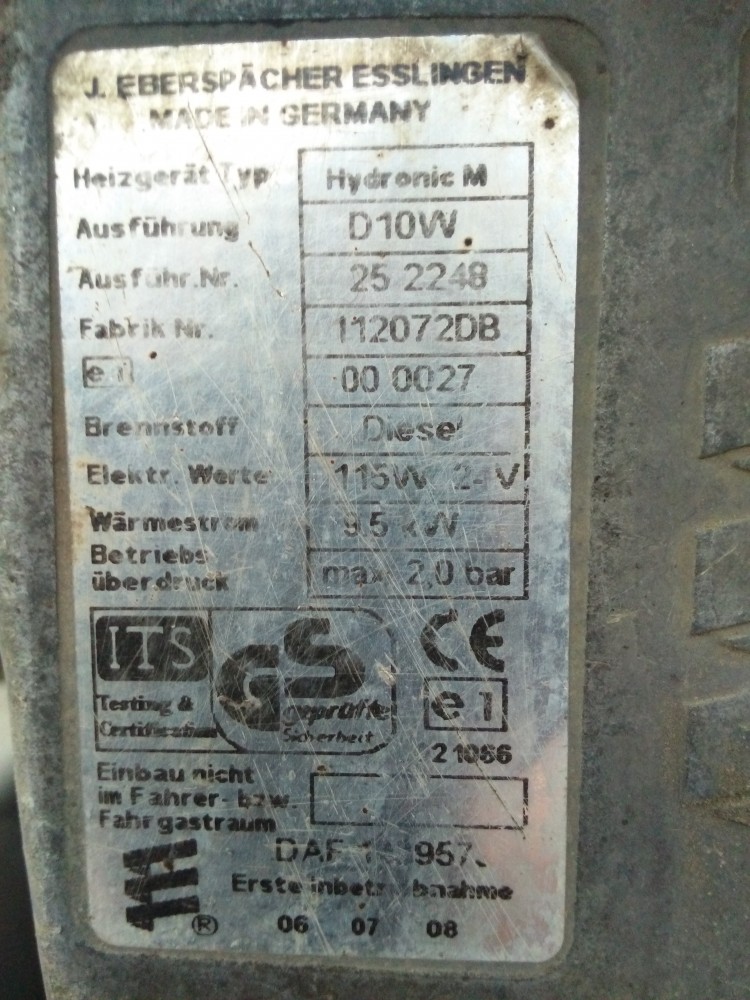 J. EBERSPÄCHER ESSLINGEN
MADE IN GERMANY
Heizgerät Typ Hydronic M
Ausführung D10W
Ausführ.Nr. 25 2248
Fabrik Nr. 112072DB
e1 00 0027
Brennstoff Diesel
Elektr. Werte 115W 24V
Wärmestrom 9.5 kW
Betriebs
überdruck max. 2,0 bar
ITS
GS
CE
geprüfte
Testing &
e1
Certification
Sicherheit
21066
Einbau nicht
im Fahrer- bzw.
Fahrgastraum
DAF
Erste inbetriebnahme
® 06 07 08